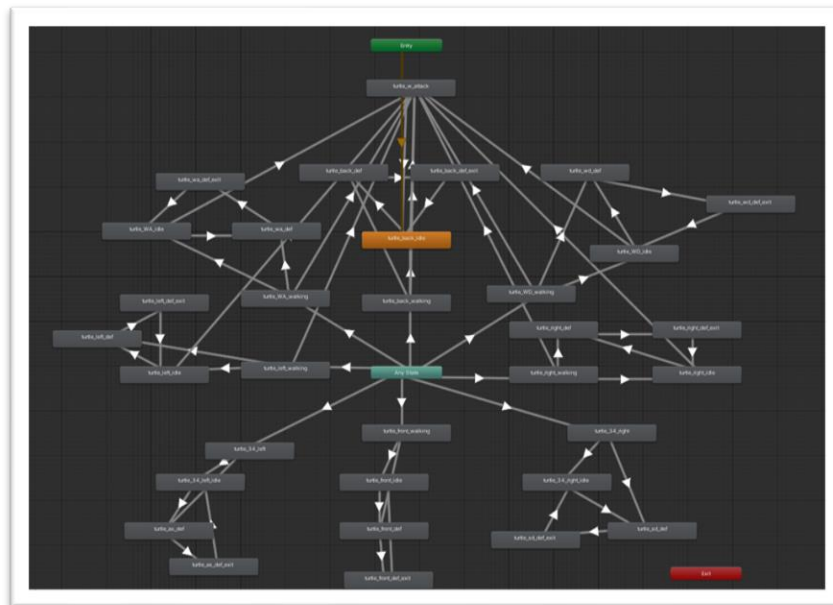 Entry
turtle_w_attack
turtle_wa_def_exit
turtle_back_def
turtle_back_def_exit
turtle_wd_def
turtle_wd_def_exit
turtle_WA_idle
turtle_wa_def
turtle_back_idle
turtle_WD_idle
turtle_WA_walking
turtle_back_walking
turtle_WD_walking
turtle_left_def_exit
turtle_left_def
turtle_right_def
turtle_right_def_exit
turtle_left_idle
turtle_left_walking
Any State
turtle_right_walking
turtle_right_idle
turtle_3.4_left
turtle_front_walking
turtle_3.4_right
turtle_3.4_left_idle
turtle_front_idle
turtle_3.4_right_idle
turtle_as_def
turtle_front_def
turtle_sd_def
turtle_sd_def_exit
turtle_as_def_exit
turtle_front_def_exit
Exit